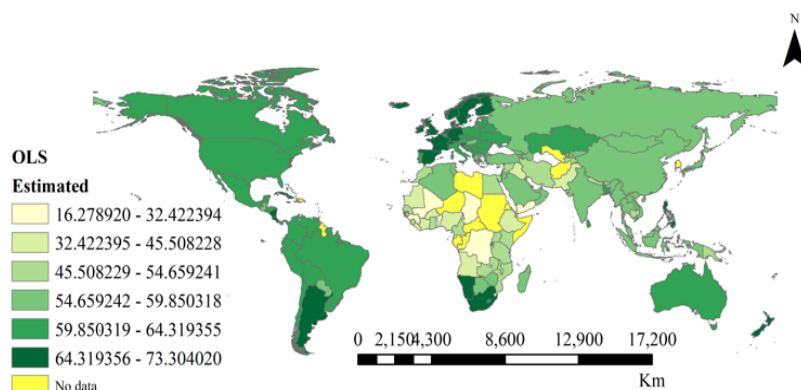 N
OLS
Estimated
16.278920 - 32.422394
32.422395 - 45.508228
45.508229 - 54.659241
54.659242 - 59.850318
59.850319 - 64.319355
64.319356 - 73.304020
No data
0 2,1504,300 8,600 12,900 17,200
Km